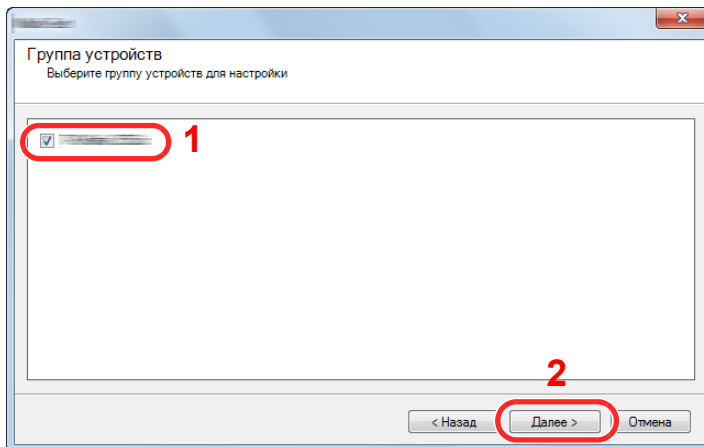 Группа устройств
Выберите группу устройств для настройки
1
2
< Назад
Далее >
Отмена